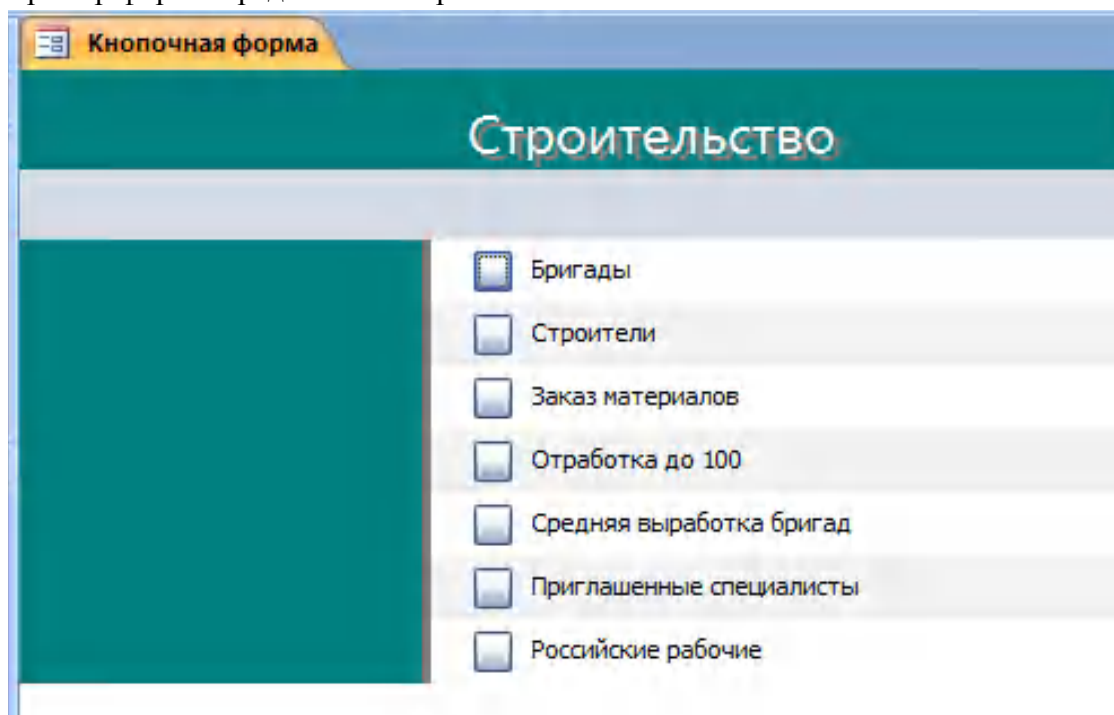 Кнопочная форма
Строительство
Бригады
Строители
Заказ материалов
Отработка до 100
Средняя выработка бригад
Приглашенные специалисты
Российские рабочие